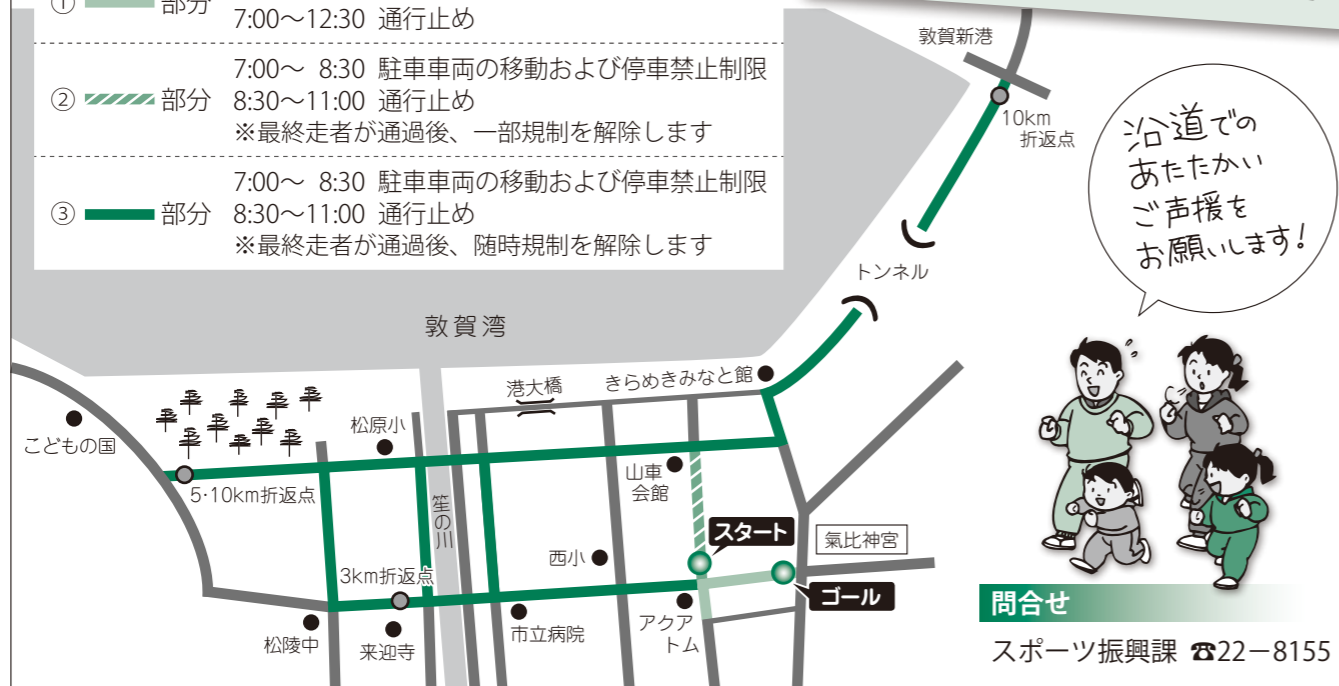 ① 部分
7:00〜12:30 通行止め
② 部分
7:00〜 8:30 駐車車両の移動および停車禁止制限
8:30〜11:00 通行止め
※最終走者が通過後、一部規制を解除します
③ 部分
7:00〜 8:30 駐車車両の移動および停車禁止制限
8:30〜11:00 通行止め
※最終走者が通過後、随時規制を解除します
敦賀新港
10km
折返点
沿道での
あたたかい
ご声援を
お願いします!
トンネル
敦賀湾
港大橋
きらめきみなと館
こどもの国
松原小
5・10km折返点
笙の川
山車
会館
スタート
氣比神宮
西小
3km折返点
ゴール
松陵中
来迎寺
市立病院
アクア
トム
問合せ
スポーツ振興課 ☎22－8155